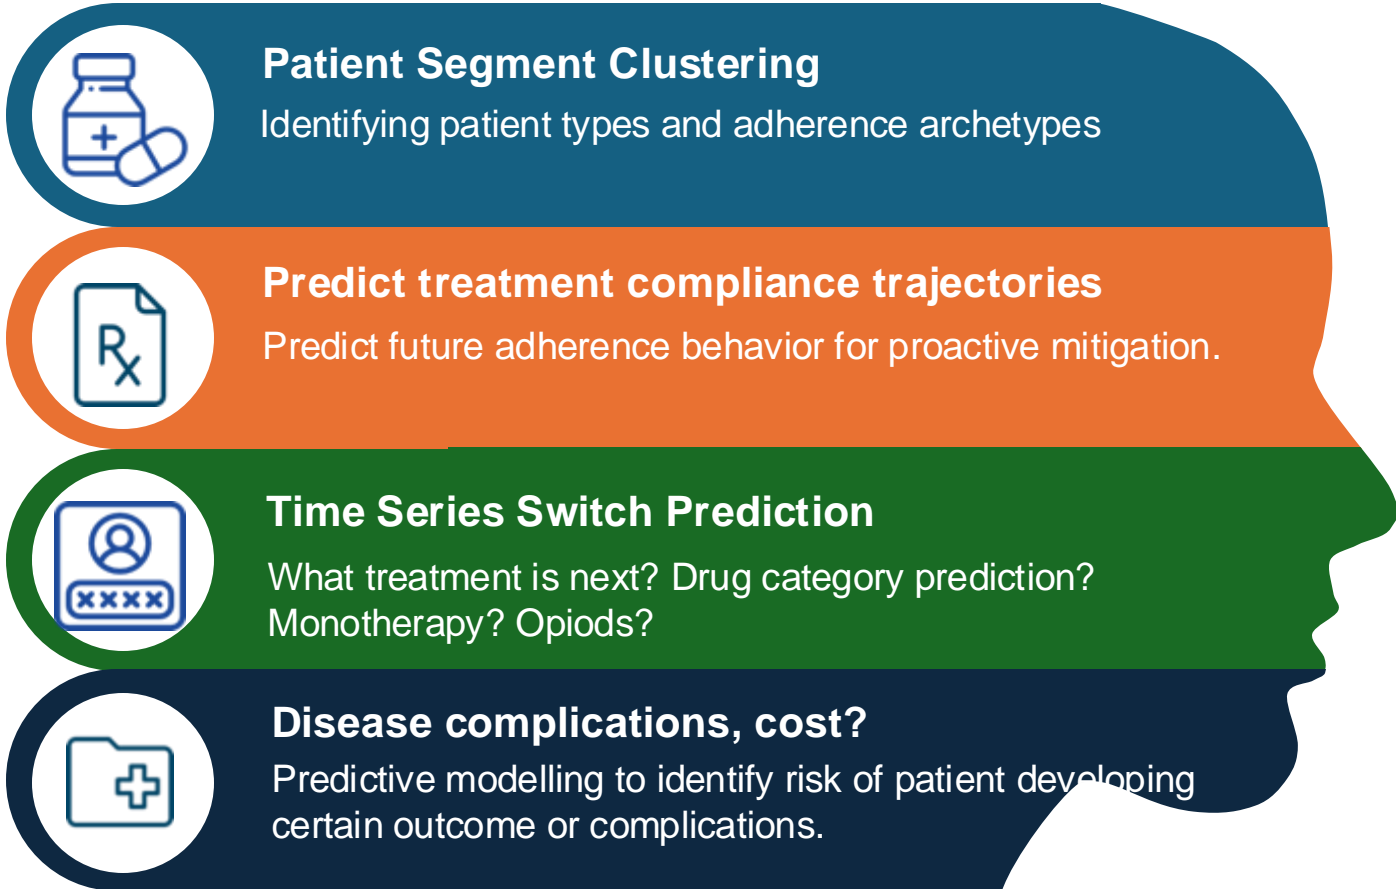 Patient Segment Clustering
Identifying patient types and adherence archetypes
Predict treatment compliance trajectories
Rx
Predict future adherence behavior for proactive mitigation.
Time Series Switch Prediction
What treatment is next? Drug category prediction?
Monotherapy? Opiods?
xxxx
Disease complications, cost?
Predictive modelling to identify risk of patient developing
certain outcome or complications.